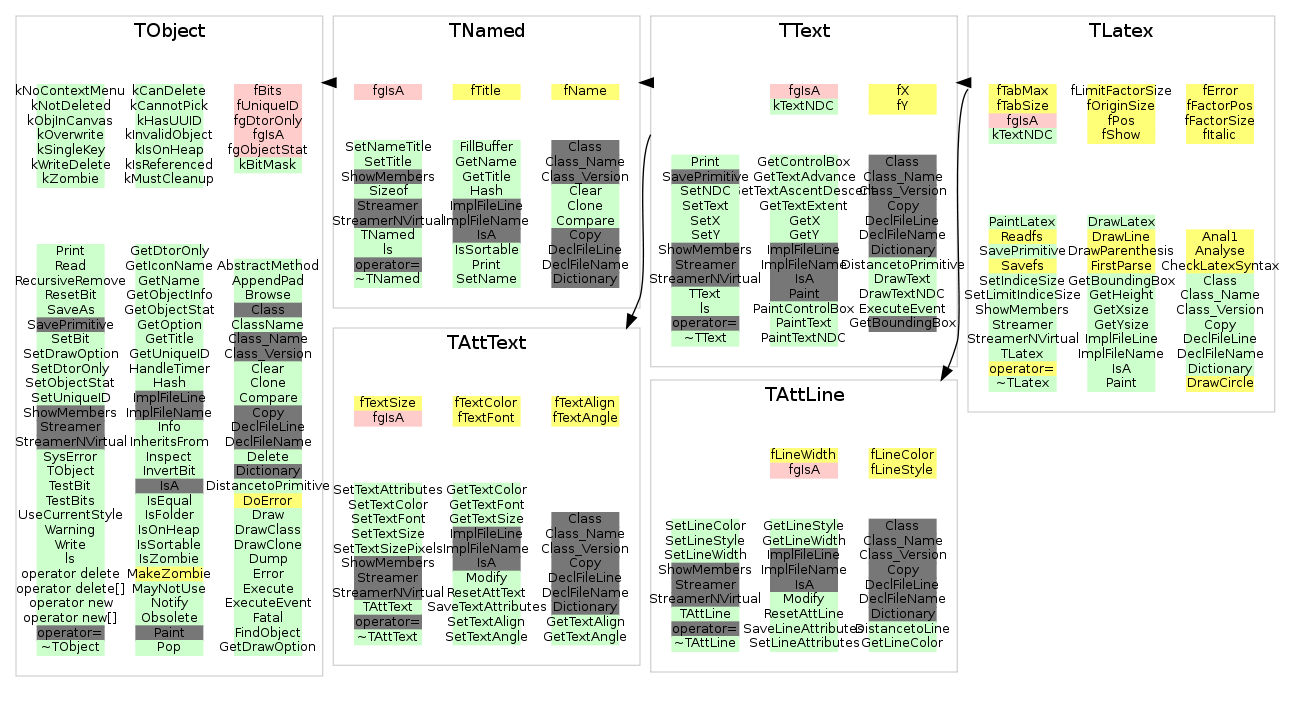 TObject
kNoContextMenu kCanDelete fBits
kNotDeleted kCannotPick fUniqueID
kObjInCanvas kHasUUID fgDtorOnly
kOverwrite kInvalidObject fgIsA
kSingleKey kIsOnHeap fgObjectStat
kWriteDelete kIsReferenced kBitMask
kZombie kMustCleanup
Print GetDtorOnly
Read GetIconName AbstractMethod
RecursiveRemove GetName AppendPad
ResetBit GetObjectInfo Browse
SaveAs GetObjectStat Class
SavePrimitive GetOption ClassName
SetBit GetTitle Class_Name
SetDrawOption GetUniqueID Class_Version
SetDtorOnly HandleTimer Clear
SetObjectStat Hash Clone
SetUniqueID ImplFileLine Compare
ShowMembers ImplFileName Copy
Streamer Info DeclFileLine
StreamerNVirtual InheritsFrom DeclFileName
SysError Inspect Delete
TObject InvertBit Dictionary
TestBit IsA DistancetoPrimitive
TestBits IsEqual DoError
UseCurrentStyle IsFolder Draw
Warning IsOnHeap DrawClass
Write IsSortable DrawClone
ls IsZombie Dump
operator delete MakeZombie Error
operator delete[] MayNotUse Execute
operator new Notify ExecuteEvent
operator new[] Obsolete Fatal
operator= Paint FindObject
~TObject Pop GetDrawOption
TNamed
fgIsA fTitle fName
SetNameTitle FillBuffer Class
SetTitle GetName Class_Name
ShowMembers GetTitle Class_Version
Sizeof Hash Clear
Streamer ImplFileLine Clone
StreamerNVirtual ImplFileName Compare
TNamed IsA Copy
ls IsSortable DeclFileLine
operator= Print DeclFileName
~TNamed SetName Dictionary
TAttText
fTextSize fTextColor fTextAlign
fgIsA fTextFont fTextAngle
SetTextAttributes GetTextColor
SetTextColor GetTextFont
SetTextFont GetTextSize Class
SetTextSize ImplFileLine Class_Name
SetTextSizePixels ImplFileName Class_Version
ShowMembers IsA Copy
Streamer Modify DeclFileLine
StreamerNVirtual ResetAttText DeclFileName
TAttText SaveTextAttributes Dictionary
operator= SetTextAlign GetTextAlign
~TAttText SetTextAngle GetTextAngle
TText
fgIsA fX
kTextNDC fY
Print GetControlBox Class
SavePrimitive GetTextAdvance Class_Name
SetNDC GetTextAscentDescent Class_Version
SetText GetTextExtent Copy
SetX GetX DeclFileLine
SetY GetY DeclFileName
ShowMembers ImplFileLine Dictionary
Streamer ImplFileName DistancetoPrimitive
StreamerNVirtual IsA DrawText
TText Paint DrawTextNDC
ls PaintControlBox ExecuteEvent
operator= PaintText GetBoundingBox
~TText PaintTextNDC
TAttLine
fLineWidth fLineColor
fgIsA fLineStyle
SetLineColor GetLineStyle Class
SetLineStyle GetLineWidth Class_Name
SetLineWidth ImplFileLine Class_Version
ShowMembers ImplFileName Copy
Streamer IsA DeclFileLine
StreamerNVirtual Modify DeclFileName
TAttLine ResetAttLine Dictionary
operator= SaveLineAttributes DistancetoLine
~TAttLine SetLineAttributes GetLineColor
TLatex
fTabMax fLimitFactorSize fError
fTabSize fOriginSize fFactorPos
fgIsA fPos fFactorSize
kTextNDC fShow fItalic
PaintLatex DrawLatex
Readfs DrawLine Anal1
SavePrimitive DrawParenthesis Analyse
Savefs FirstParse CheckLatexSyntax
SetIndiceSize GetBoundingBox Class
SetLimitIndiceSize GetHeight Class_Name
ShowMembers GetXsize Class_Version
Streamer GetYsize Copy
StreamerNVirtual ImplFileLine DeclFileLine
TLatex ImplFileName DeclFileName
operator= IsA Dictionary
~TLatex Paint DrawCircle